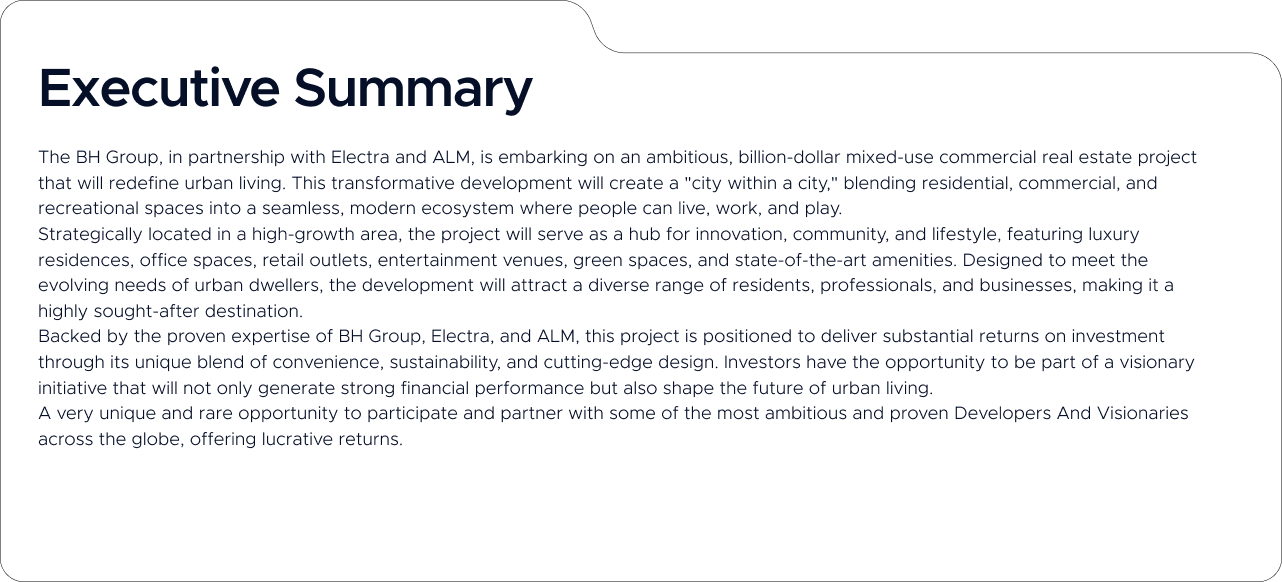 Executive Summary
The BH Group, in partnership with Electra and ALM, is embarking on an ambitious, billion-dollar mixed-use commercial real estate project
that will redefine urban living. This transformative development will create a "city within a city," blending residential, commercial, and
recreational spaces into a seamless, modern ecosystem where people can live, work, and play.
Strategically located in a high-growth area, the project will serve as a hub for innovation, community, and lifestyle, featuring luxury
residences, office spaces, retail outlets, entertainment venues, green spaces, and state-of-the-art amenities. Designed to meet the
evolving needs of urban dwellers, the development will attract a diverse range of residents, professionals, and businesses, making it a
highly sought-after destination.
Backed by the proven expertise of BH Group, Electra, and ALM, this project is positioned to deliver substantial returns on investment
through its unique blend of convenience, sustainability, and cutting-edge design. Investors have the opportunity to be part of a visionary
initiative that will not only generate strong financial performance but also shape the future of urban living.
A very unique and rare opportunity to participate and partner with some of the most ambitious and proven Developers And Visionaries
across the globe, offering lucrative returns.